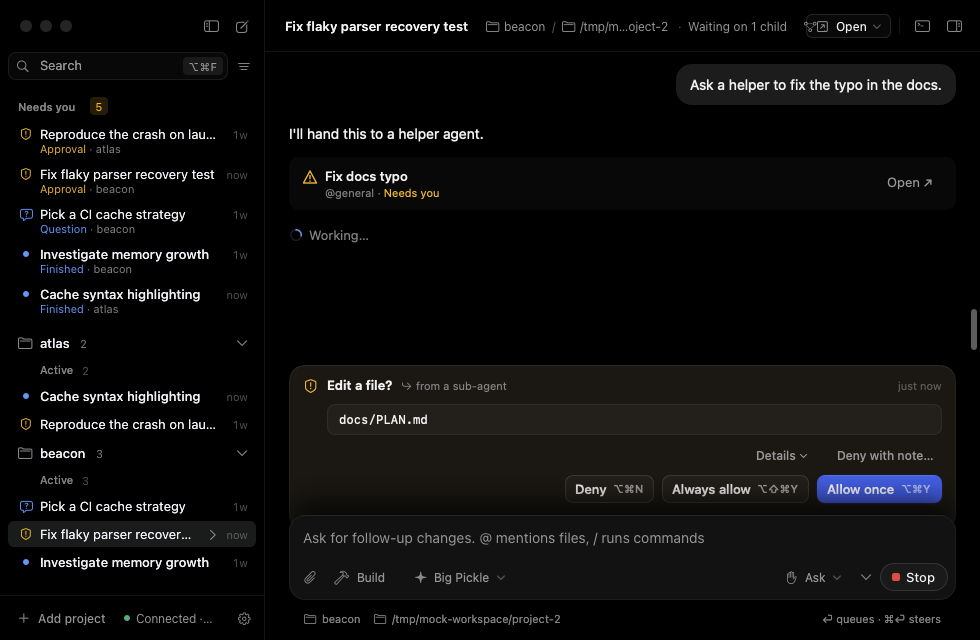 Search ⌥⌘F
Needs you 5
Reproduce the crash on lau... 1w
Approval · atlas
Fix flaky parser recovery test now
Approval · beacon
Pick a CI cache strategy 1w
Question · beacon
Investigate memory growth 1w
Finished · beacon
Cache syntax highlighting now
Finished · atlas
atlas 2
Active 2
Cache syntax highlighting now
Reproduce the crash on lau... 1w
beacon 3
Active 3
Pick a CI cache strategy 1w
Fix flaky parser recover... now
Investigate memory growth 1w
+ Add project
Connected ·...
Fix flaky parser recovery test beacon / /tmp/m...oject-2 · Waiting on 1 child Open
Ask a helper to fix the typo in the docs.
I'll hand this to a helper agent.
Fix docs typo
@general · Needs you
Open ↗
Working...
Edit a file? ↪ from a sub-agent just now
docs/PLAN.md
Details Deny with note...
Deny ⌥⌘N Always allow ⌥⇧⌘Y Allow once ⌥⌘Y
Ask for follow-up changes. @ mentions files, / runs commands
Build Big Pickle Ask Stop
beacon /tmp/mock-workspace/project-2 ⏎ queues · ⌘⏎ steers